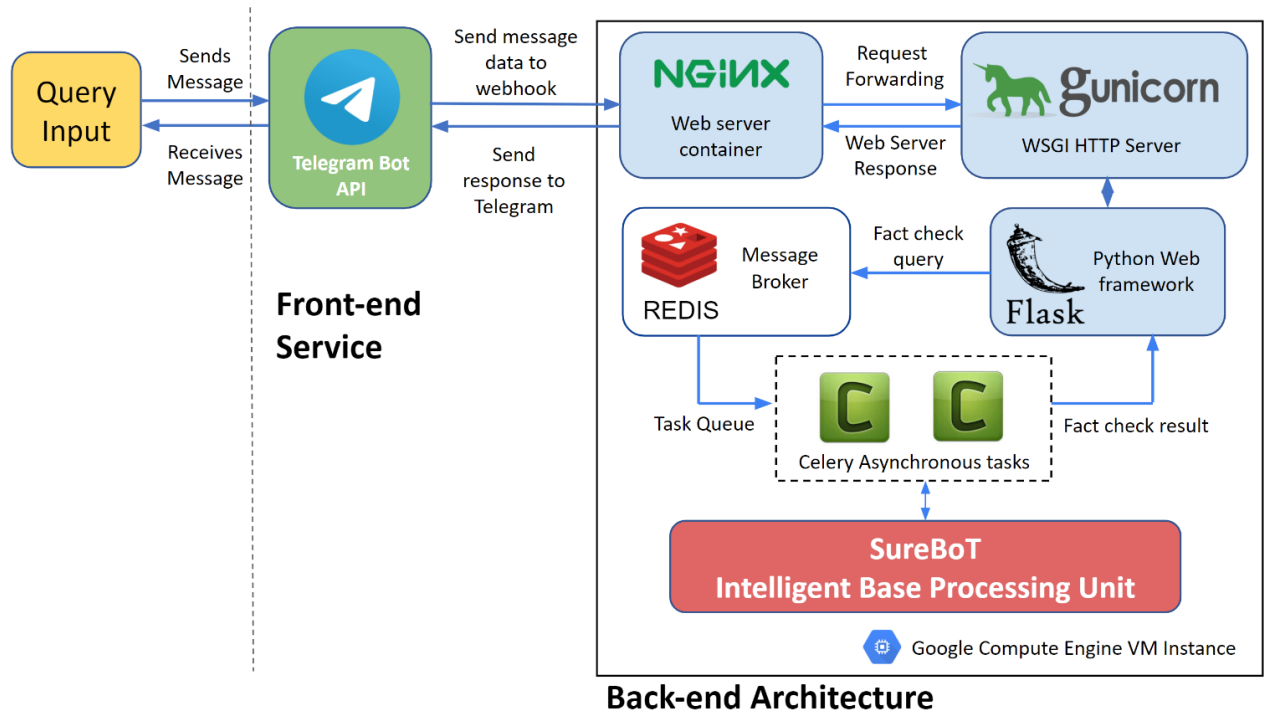 Query
Input
Sends
Message
Receives
Message
Telegram Bot
API
Send message
data to
webhook
Send
response to
Telegram
Front-end
Service
NGINX
Web server
container
Request
Forwarding
Web Server
Response
gunicorn
WSGI HTTP Server
REDIS
Message
Broker
Fact check
query
Flask
Python Web
framework
Task Queue
C
C
Celery Asynchronous tasks
Fact check result
SureBoT
Intelligent Base Processing Unit
Google Compute Engine VM Instance
Back-end Architecture